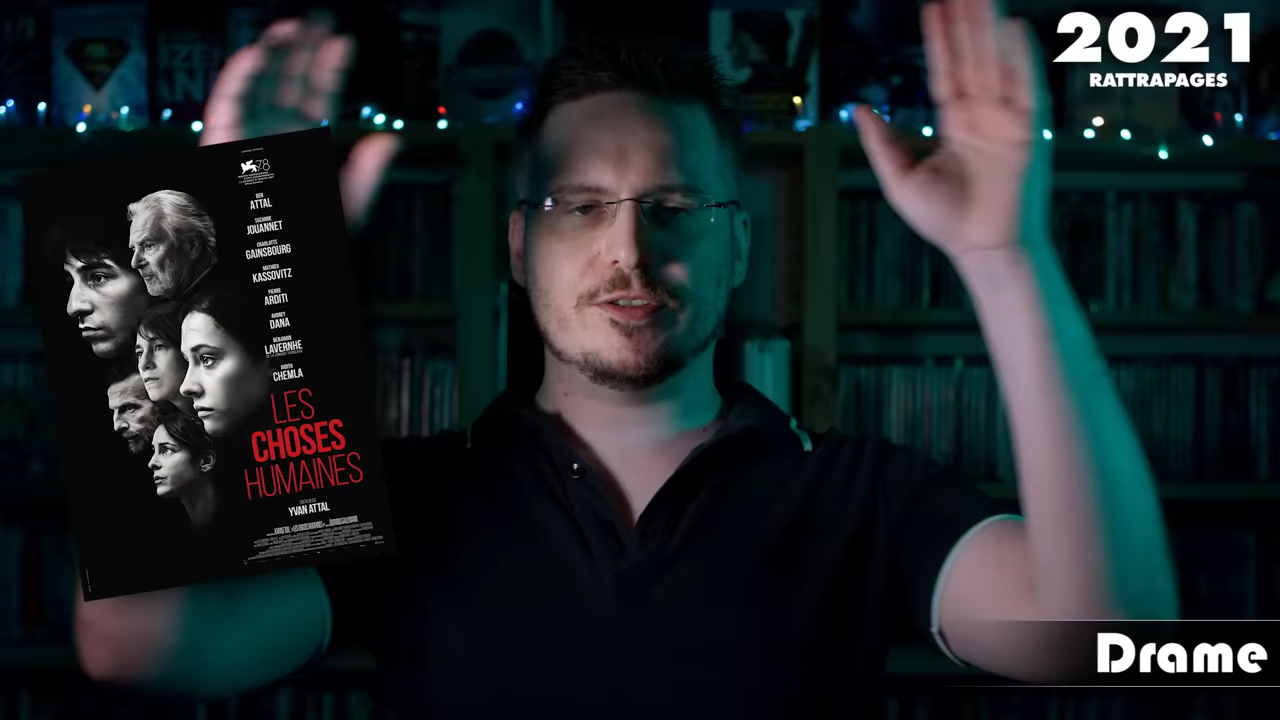 2021
RATTRAPAGES
78
BEN
ATTAL
SUZANNE
JOUANNET
CHARLOTTE
GAINSBOURG
MATHIEU
KASSOVITZ
PIERRE
ARDITI
AUDREY
DANA
BENJAMIN
LAVERNHE
JUDITH
CHEMLA
LES
CHOSES
HUMAINES
UN FILM DE
YVAN ATTAL
Drame